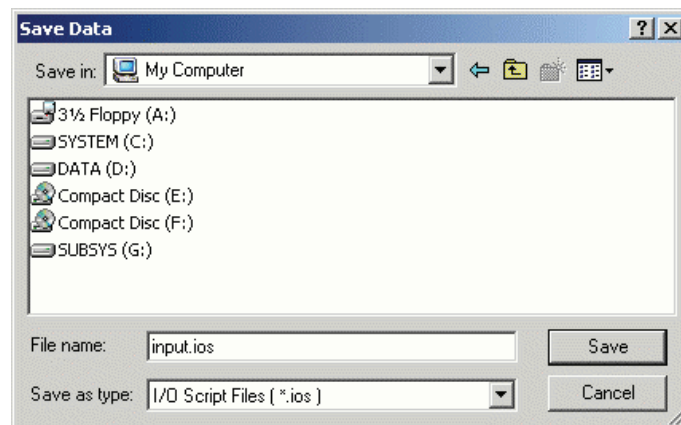 Save Data
Save in: My Computer
3½ Floppy (A:)
SYSTEM (C:)
DATA (D:)
Compact Disc (E:)
Compact Disc (F:)
SUBSYS (G:)
File name: input.ios Save
Save as type: I/O Script Files ( *.ios ) Cancel